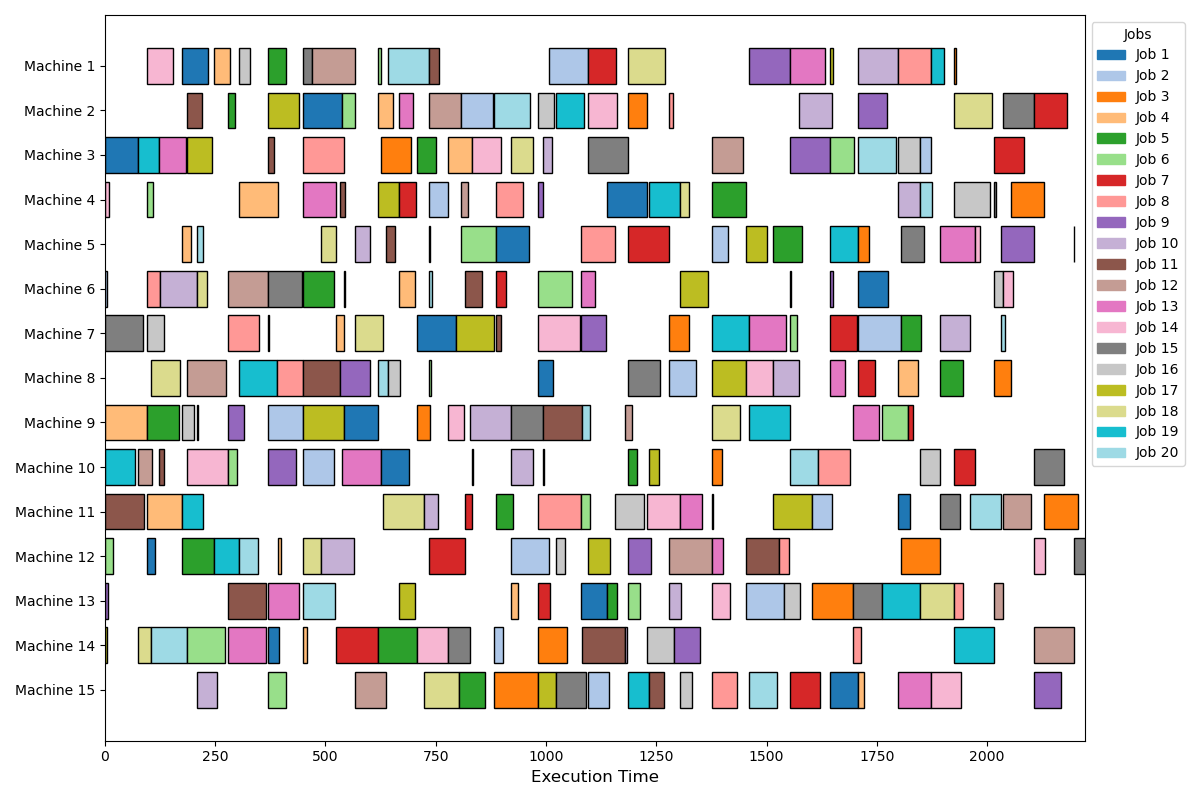 Machine 1
Machine 2
Machine 3
Machine 4
Machine 5
Machine 6
Machine 7
Machine 8
Machine 9
Machine 10
Machine 11
Machine 12
Machine 13
Machine 14
Machine 15
0 250 500 750 1000 1250 1500 1750 2000
Execution Time
Jobs
Job 1
Job 2
Job 3
Job 4
Job 5
Job 6
Job 7
Job 8
Job 9
Job 10
Job 11
Job 12
Job 13
Job 14
Job 15
Job 16
Job 17
Job 18
Job 19
Job 20